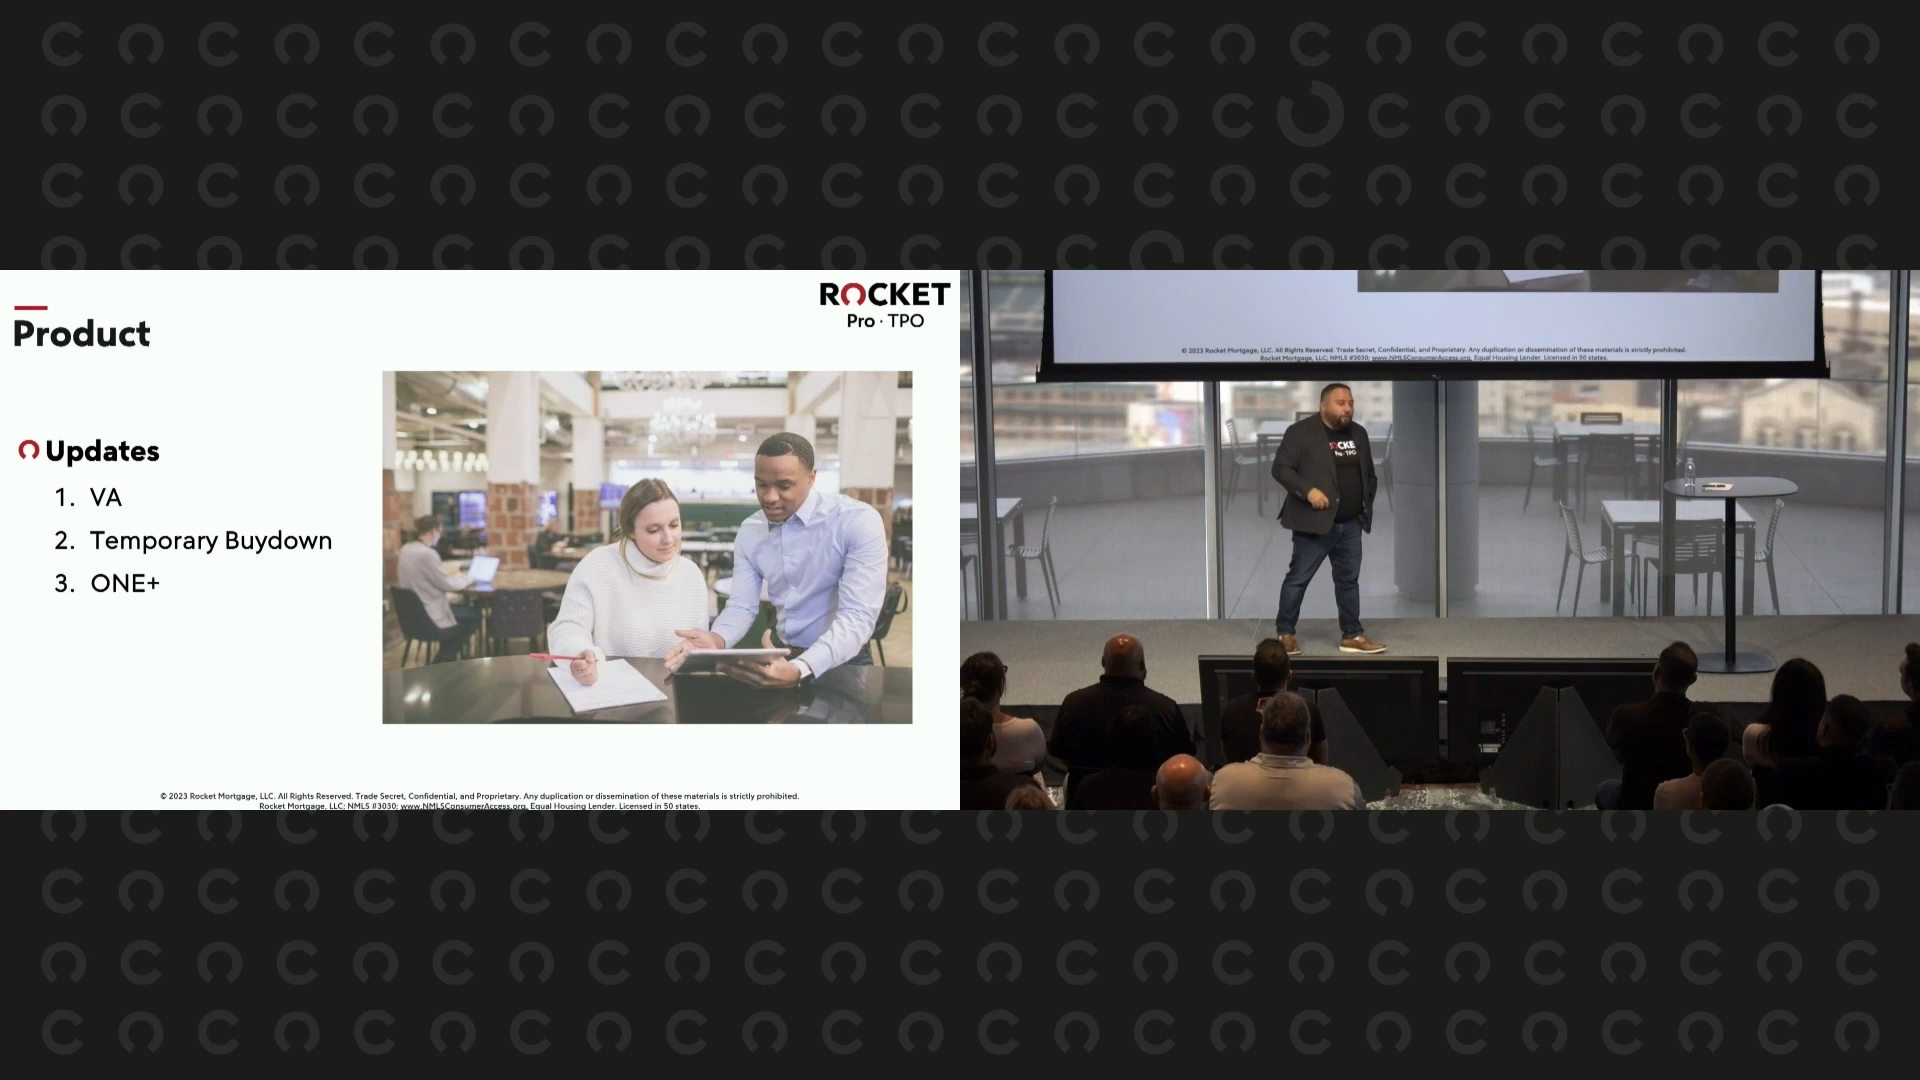 ROCKET
Pro · TPO
Product
Updates
1. VA
2. Temporary Buydown
3. ONE+
© 2023 Rocket Mortgage, LLC. All Rights Reserved. Trade Secret, Confidential, and Proprietary. Any duplication or dissemination of these materials is strictly prohibited.
Rocket Mortgage, LLC; NMLS #3030; www.NMLSConsumerAccess.org. Equal Housing Lender. Licensed in 50 states.
© 2023 Rocket Mortgage, LLC. All Rights Reserved. Trade Secret, Confidential, and Proprietary. Any duplication or dissemination of these materials is strictly prohibited.
Rocket Mortgage, LLC; NMLS #3030; www.NMLSConsumerAccess.org. Equal Housing Lender. Licensed in 50 states.
OCKE
Pro · TPO